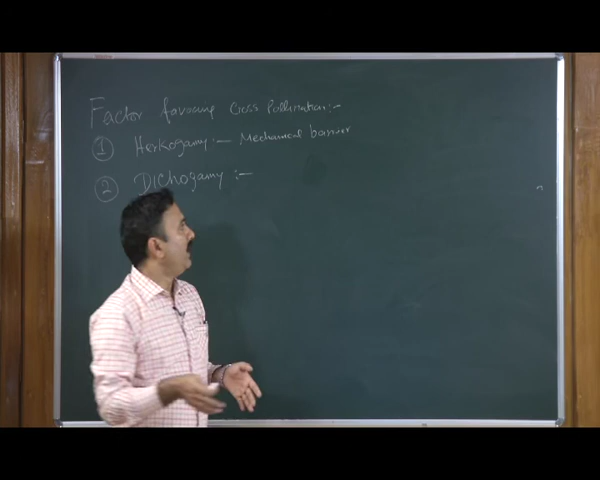 Factor favouring Cross Pollination:-
① Herkogamy:- Mechanical barrier
② Dichogamy :-